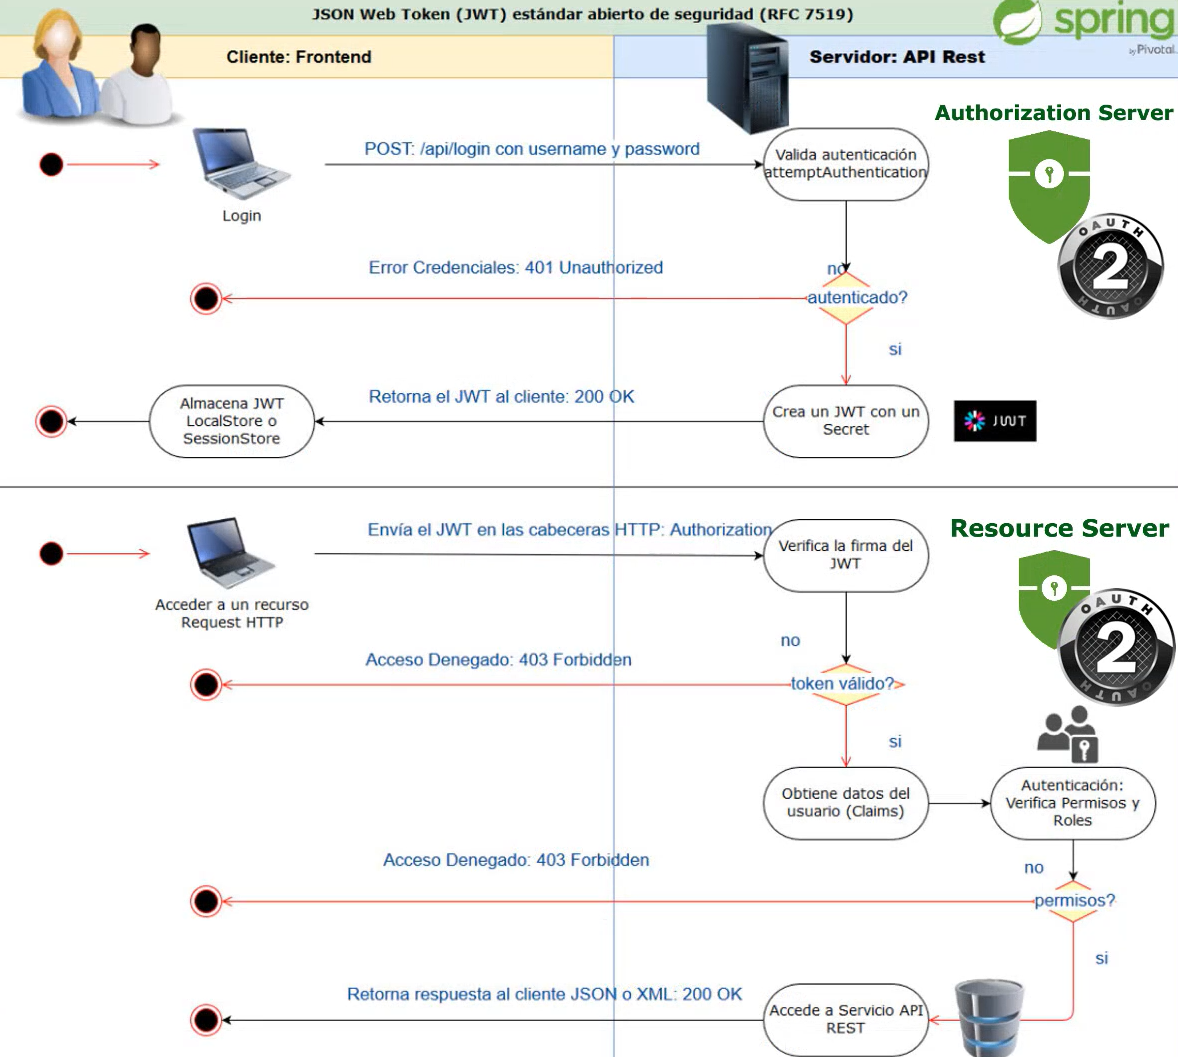 JSON Web Token (JWT) estándar abierto de seguridad (RFC 7519)
spring
by Pivotal.
Cliente: Frontend
Servidor: API Rest
Authorization Server
POST: /api/login con username y password
Valida autenticación
attemptAuthentication
Login
OAUTH
2
OAUTH
Error Credenciales: 401 Unauthorized
no
autenticado?
si
Retorna el JWT al cliente: 200 OK
Almacena JWT
LocalStore o
SessionStore
Crea un JWT con un
Secret
JWT
Envía el JWT en las cabeceras HTTP: Authorization
Resource Server
Verifica la firma del
JWT
Acceder a un recurso
Request HTTP
OAUTH
2
OAUTH
no
Acceso Denegado: 403 Forbidden
token válido?
si
Obtiene datos del
usuario (Claims)
Autenticación:
Verifica Permisos y
Roles
Acceso Denegado: 403 Forbidden
no
permisos?
si
Retorna respuesta al cliente JSON o XML: 200 OK
Accede a Servicio API
REST